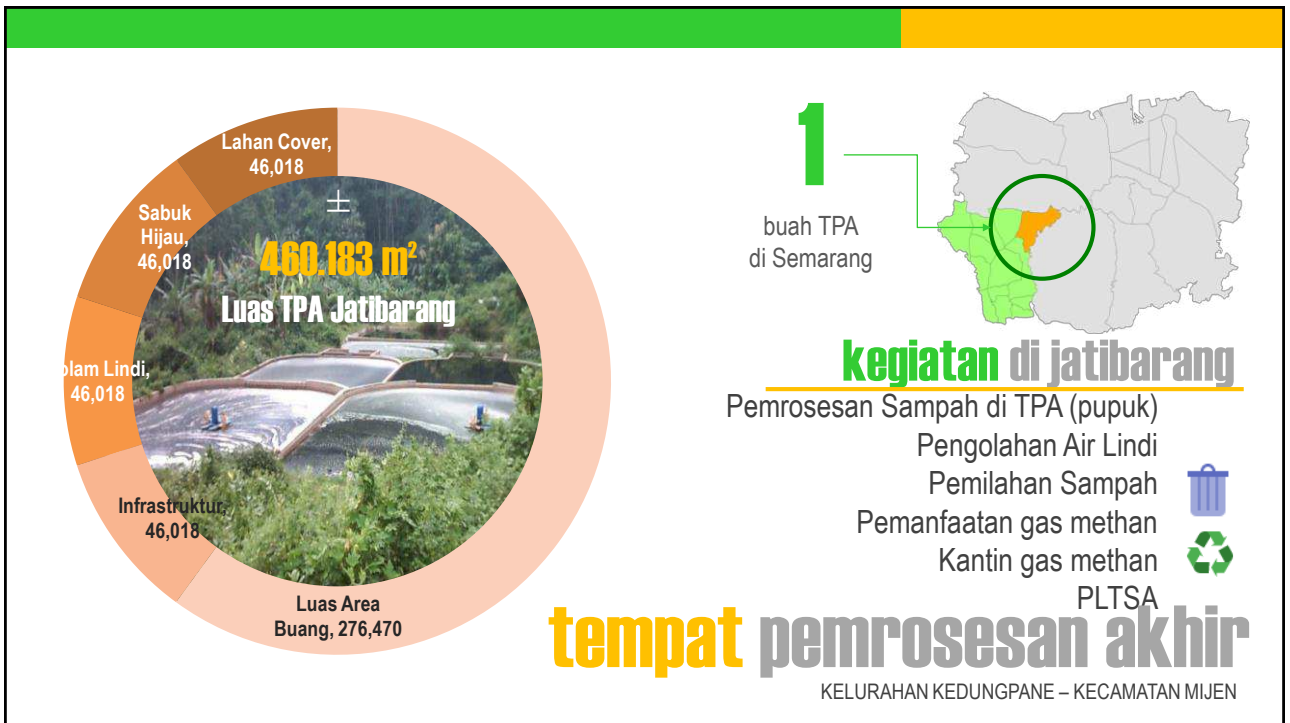 Lahan Cover,
46,018
Sabuk
Hijau,
46,018
olam Lindi,
46,018
Infrastruktur,
46,018
Luas Area
Buang, 276,470
±
460.183 m²
Luas TPA Jatibarang
1
buah TPA
di Semarang
kegiatan di jatibarang
Pemrosesan Sampah di TPA (pupuk)
Pengolahan Air Lindi
Pemilahan Sampah
Pemanfaatan gas methan
Kantin gas methan
PLTSA
tempat pemrosesan akhir
KELURAHAN KEDUNGPANE – KECAMATAN MIJEN